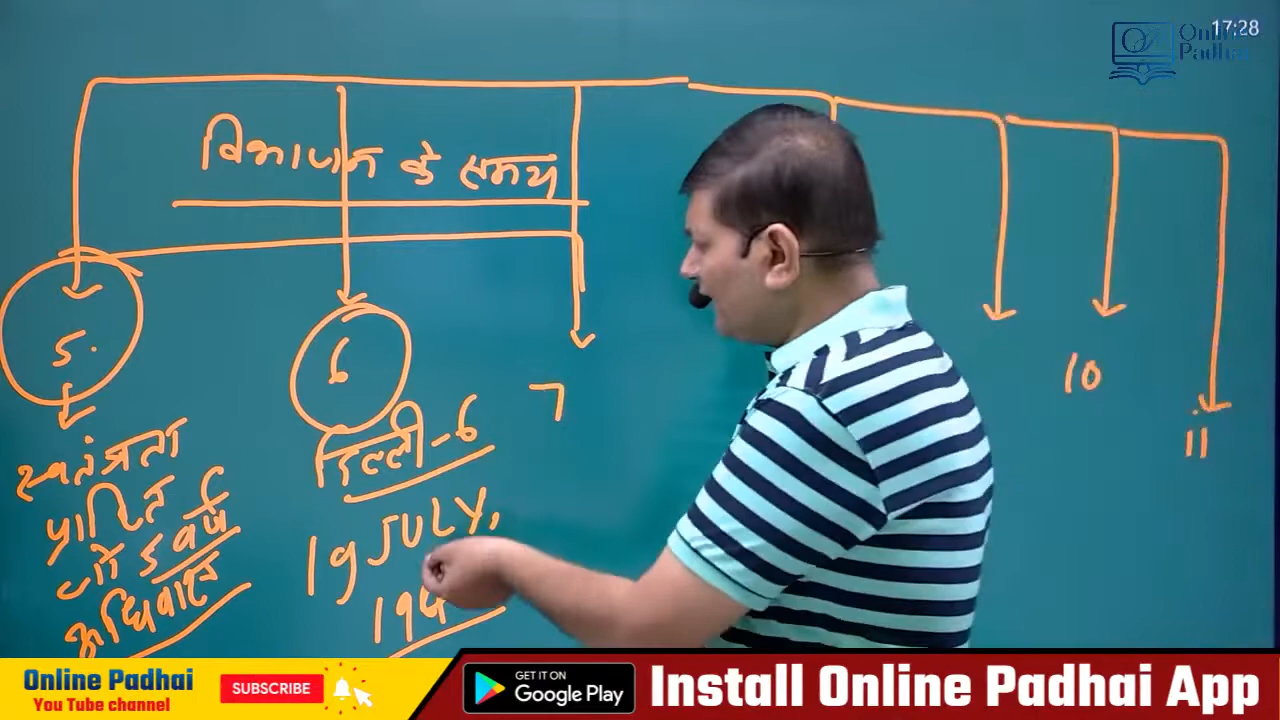 17:28
Online
Padhai
विभाजन के समय
5.
6
7
10
11
स्वतंत्रता
प्राप्ति
दिल्ली-6
19 JULY,
5 वर्ष
अधिवास
Online Padhai
You Tube channel
SUBSCRIBE
GET IT ON
Google Play
Install Online Padhai App